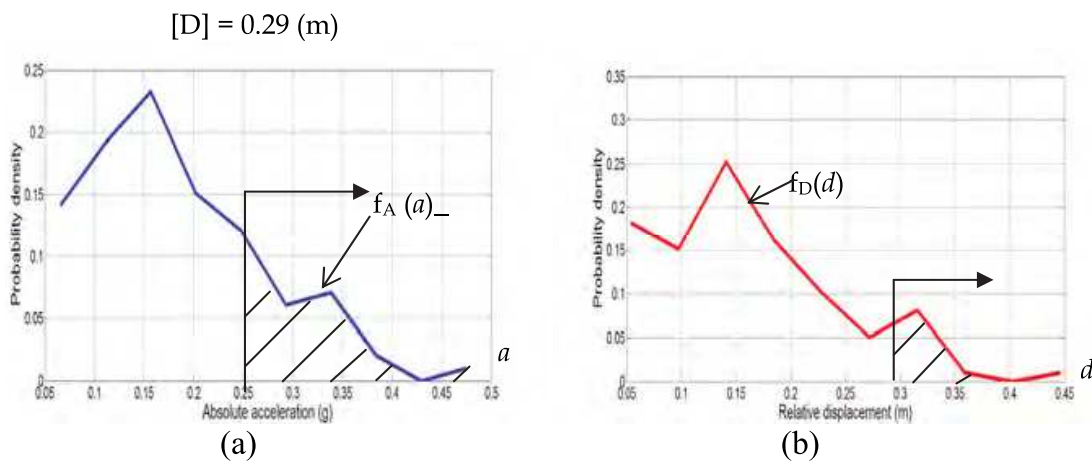 [D] = 0.29 (m)
0.25
0.2
0.15
0.1
0.05
0
Probability density
f_A (a)_
a
0.05 0.1 0.15 0.2 0.25 0.3 0.35 0.4 0.45 0.5
Absolute acceleration (g)
(a)
0.35
0.3
0.25
0.2
0.15
0.1
0.05
0
Probability density
f_D(d)
d
0.05 0.1 0.15 0.2 0.25 0.3 0.35 0.4 0.45
Relative displacement (m)
(b)